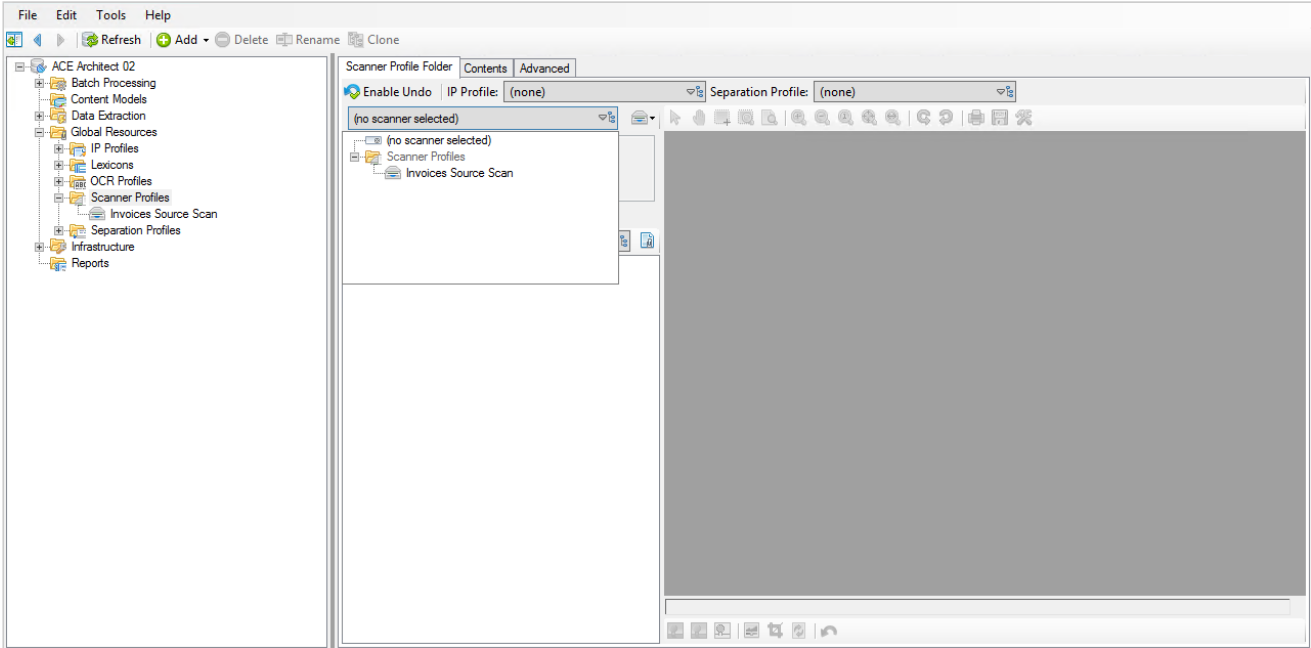 File Edit Tools Help
Refresh Add Delete Rename Clone
ACE Architect 02
Batch Processing
Content Models
Data Extraction
Global Resources
IP Profiles
Lexicons
OCR Profiles
Scanner Profiles
Invoices Source Scan
Separation Profiles
Infrastructure
Reports
Scanner Profile Folder Contents Advanced
Enable Undo IP Profile: (none) Separation Profile: (none)
(no scanner selected)
(no scanner selected)
Scanner Profiles
Invoices Source Scan